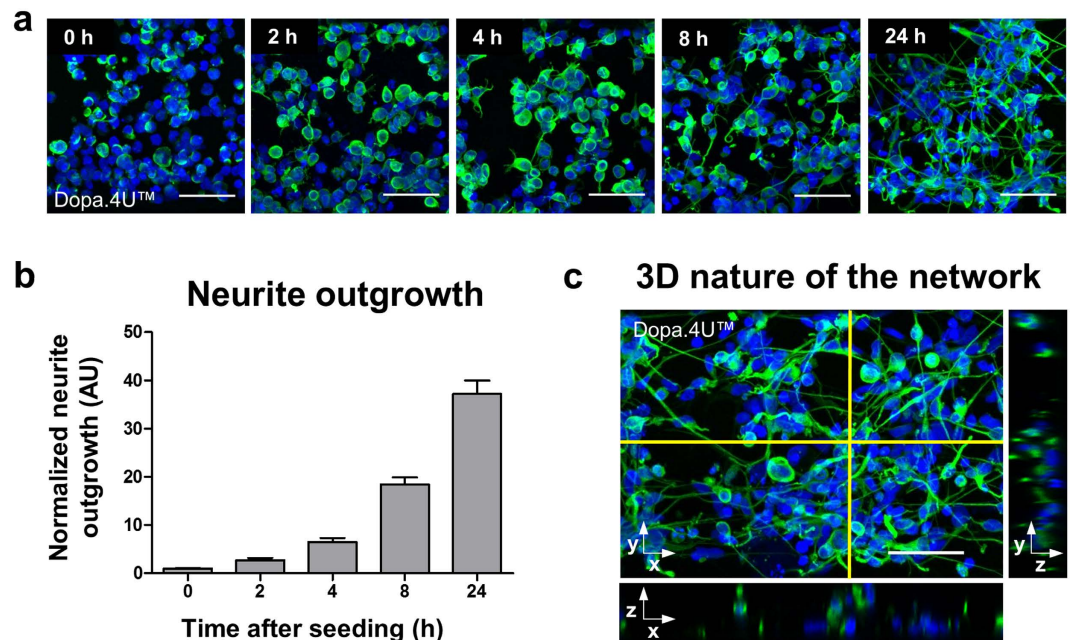 a
0 h
2 h
4 h
8 h
24 h
Dopa.4U™
b
Neurite outgrowth
Normalized neurite
outgrowth (AU)
50
40
30
20
10
0
0 2 4 8 24
Time after seeding (h)
c
3D nature of the network
Dopa.4U™
y
x
y
z
z
x